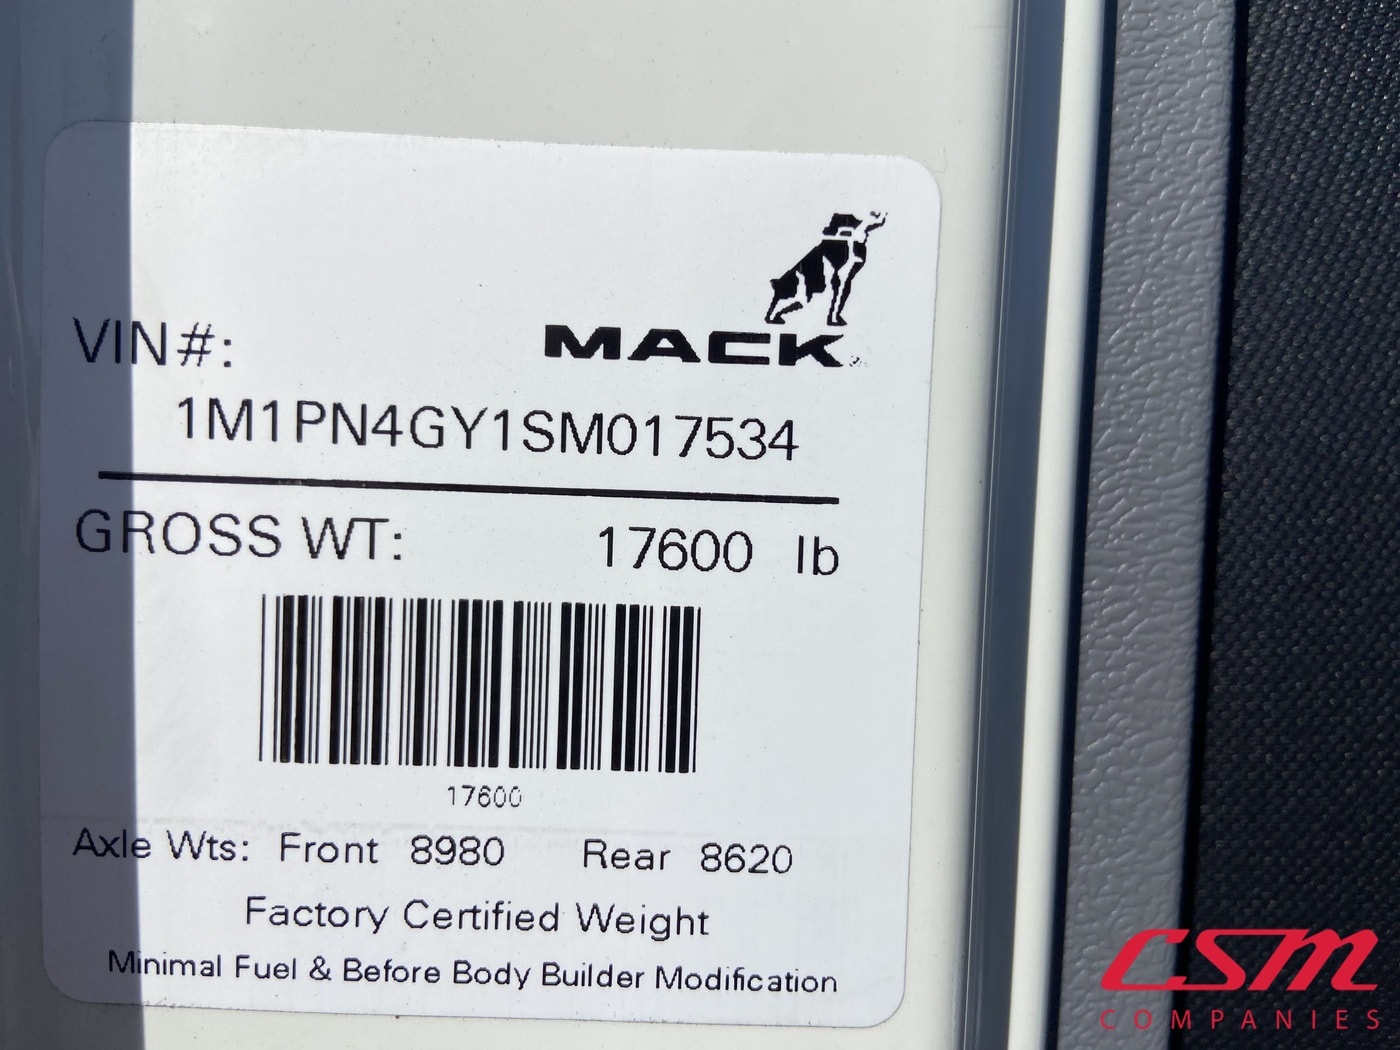 MACK
VIN#:
1M1PN4GY1SM017534
GROSS WT: 17600 lb
17600
Axle Wts: Front 8980 Rear 8620
Factory Certified Weight
Minimal Fuel & Before Body Builder Modification
CSM
COMPANIES